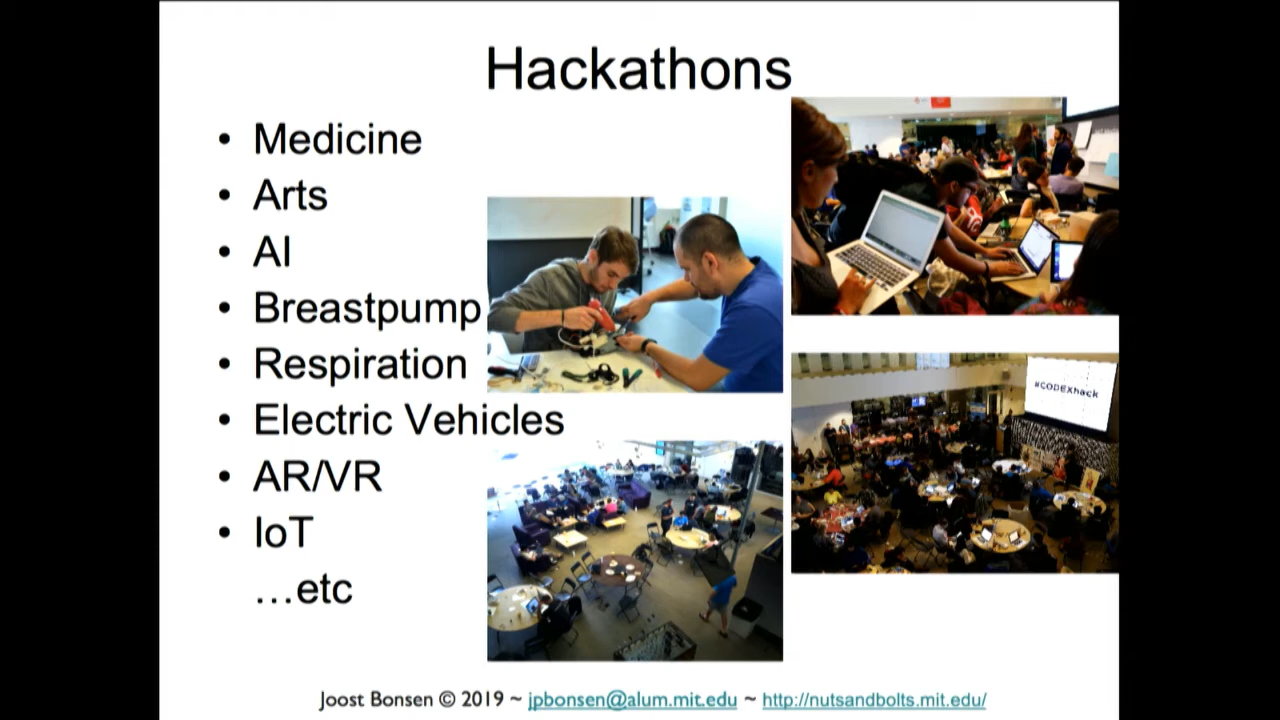 Hackathons
• Medicine
• Arts
• AI
• Breastpump
• Respiration
• Electric Vehicles
• AR/VR
• IoT
…etc
#CODEXhack
Joost Bonsen © 2019 ~ jpbonsen@alum.mit.edu ~ http://nutsandbolts.mit.edu/